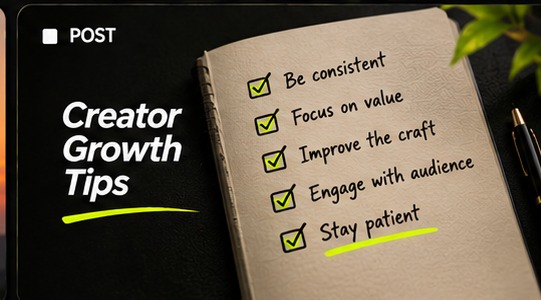 POST
Creator
Growth
Tips
Be consistent
Focus on value
Improve the craft
Engage with audience
Stay patient